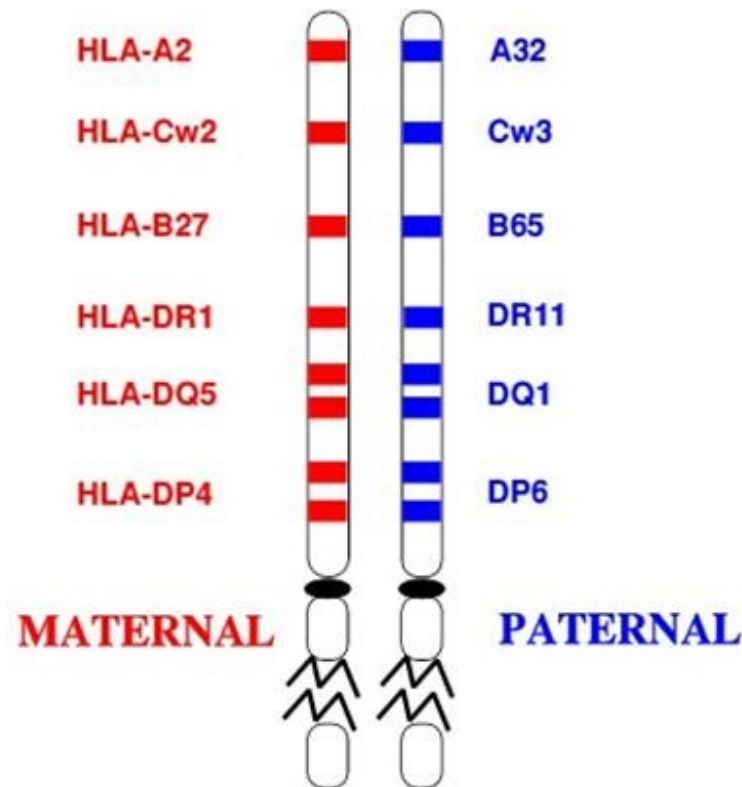 HLA-A2 A32
HLA-Cw2 Cw3
HLA-B27 B65
HLA-DR1 DR11
HLA-DQ5 DQ1
HLA-DP4 DP6
MATERNAL PATERNAL